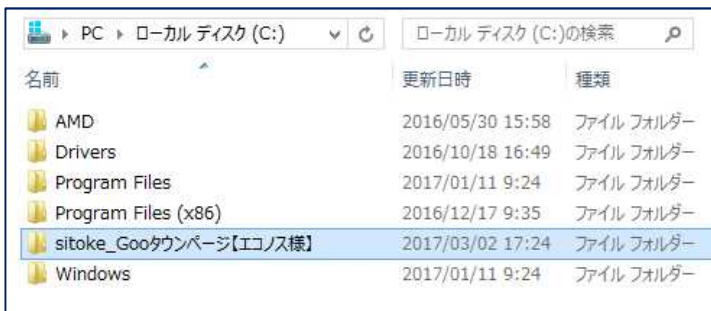 PC ローカル ディスク (C:) ローカル ディスク (C:)の検索
名前 更新日時 種類
AMD 2016/05/30 15:58 ファイル フォルダー
Drivers 2016/10/18 16:49 ファイル フォルダー
Program Files 2017/01/11 9:24 ファイル フォルダー
Program Files (x86) 2016/12/17 9:35 ファイル フォルダー
sitoke_Gooタウンページ【エコノス様】 2017/03/02 17:24 ファイル フォルダー
Windows 2017/01/11 9:24 ファイル フォルダー